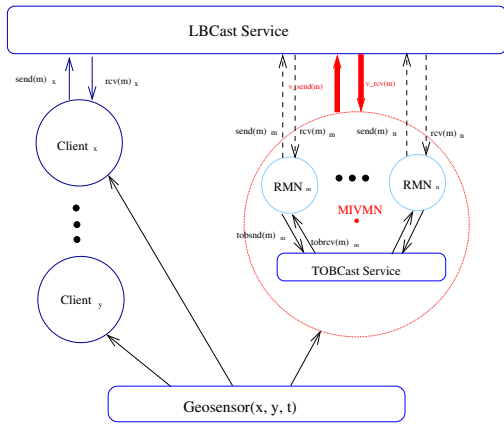 LBCast Service
send(m) x
rcv(m) x
v_send(m)
v_rcv(m)
send(m) m
rcv(m) m
send(m) n
rcv(m) n
Client x
RMN m
RMN n
MIVMN
tobsnd(m) m
tobrcv(m) m
TOBCast Service
Client y
Geosensor(x, y, t)